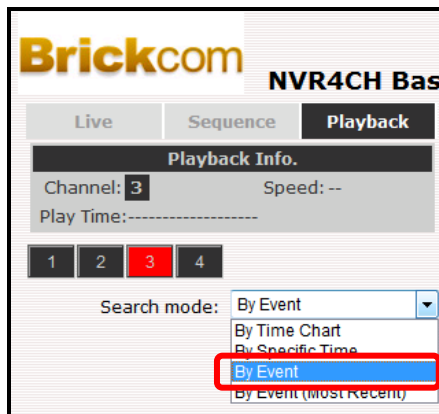 Brickcom
NVR4CH Bas
Live Sequence Playback
Playback Info.
Channel: 3 Speed: --
Play Time:-------------------
1 2 3 4
Search mode: By Event
By Time Chart
By Specific Time
By Event
By Event (Most Recent)